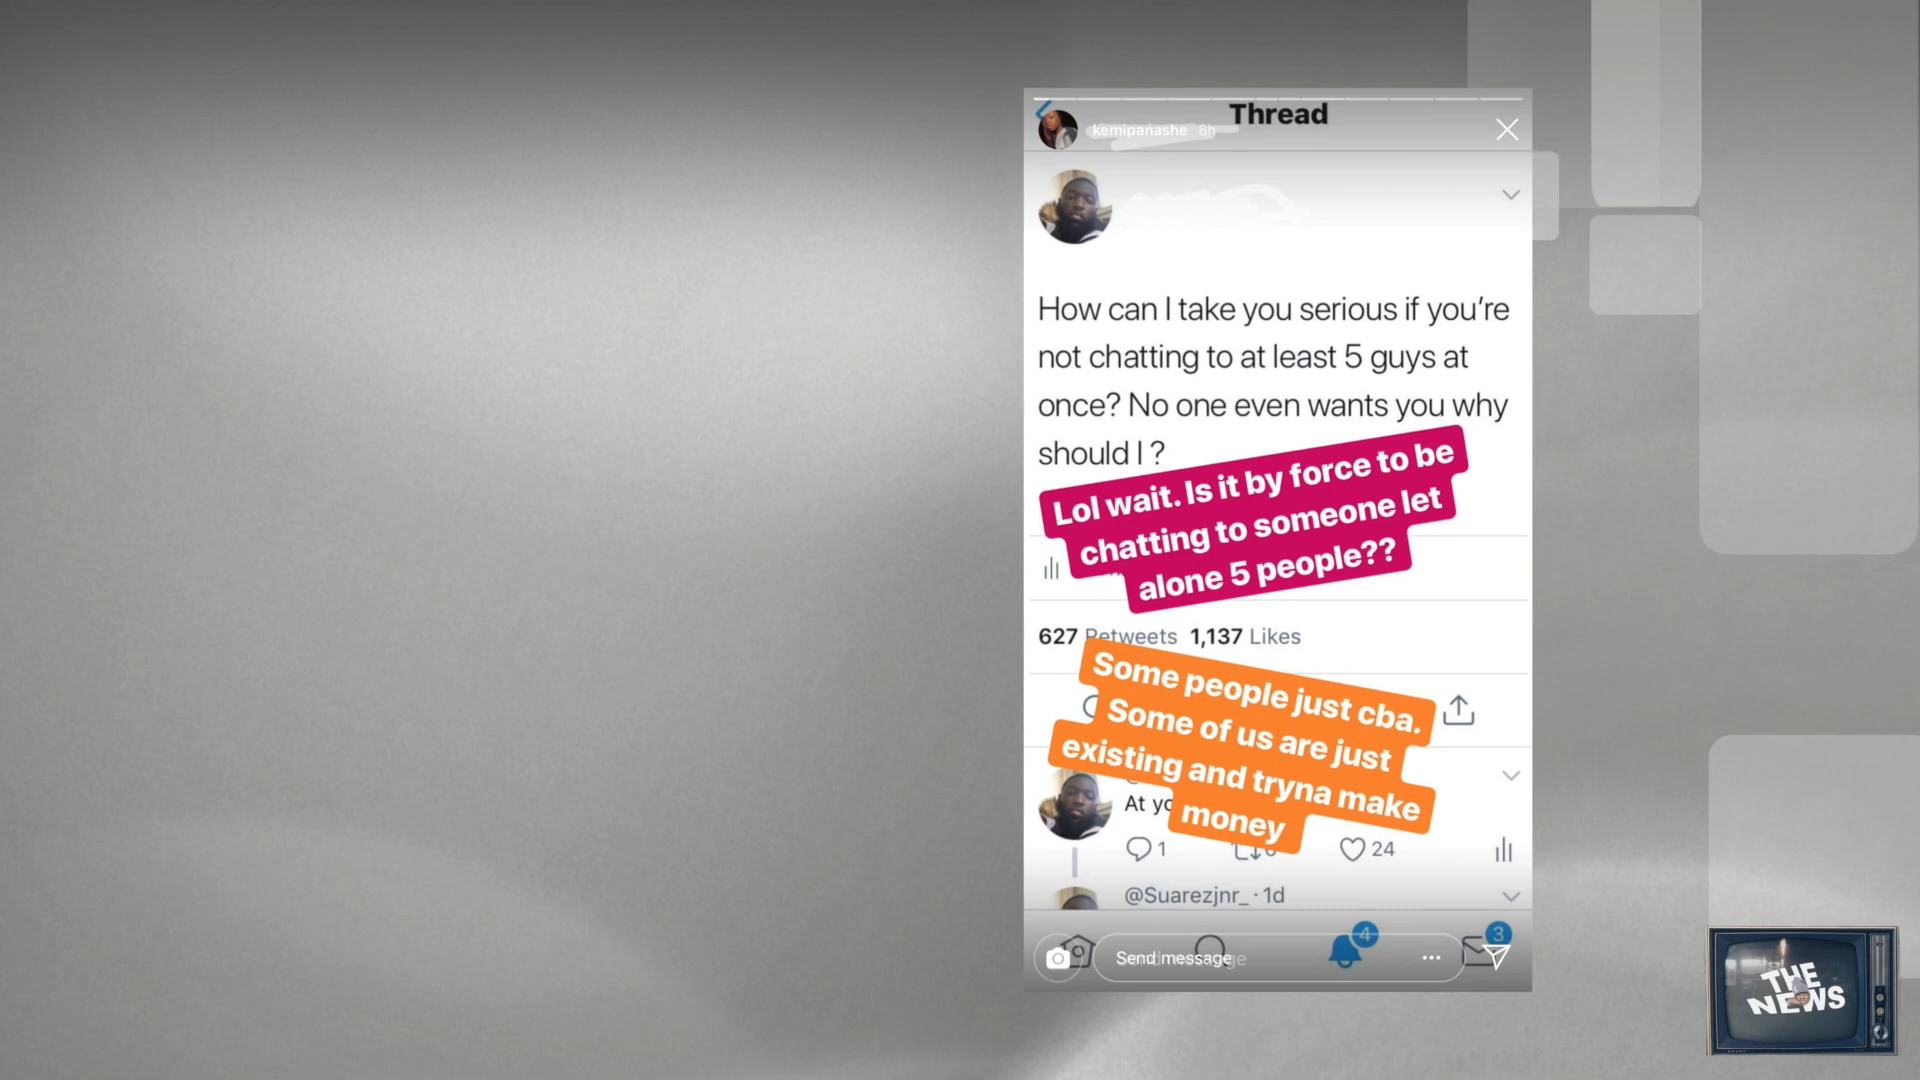 Thread
kemipanashe 8h
How can I take you serious if you're
not chatting to at least 5 guys at
once? No one even wants you why
should I ?
Lol wait. Is it by force to be
chatting to someone let
alone 5 people??
627 Retweets 1,137 Likes
Some people just cba.
Some of us are just
existing and tryna make
money
At
1
24
@Suarezjnr_ · 1d
4
3
Send message
THE
NEWS